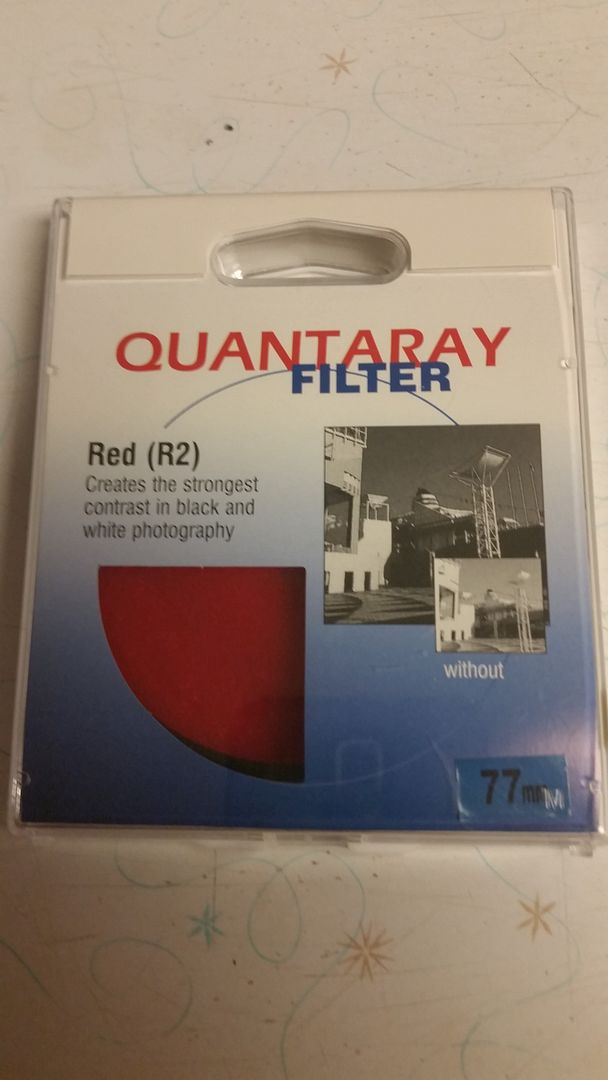 QUANTARAY
FILTER
Red (R2)
Creates the strongest
contrast in black and
white photography
without
77mm